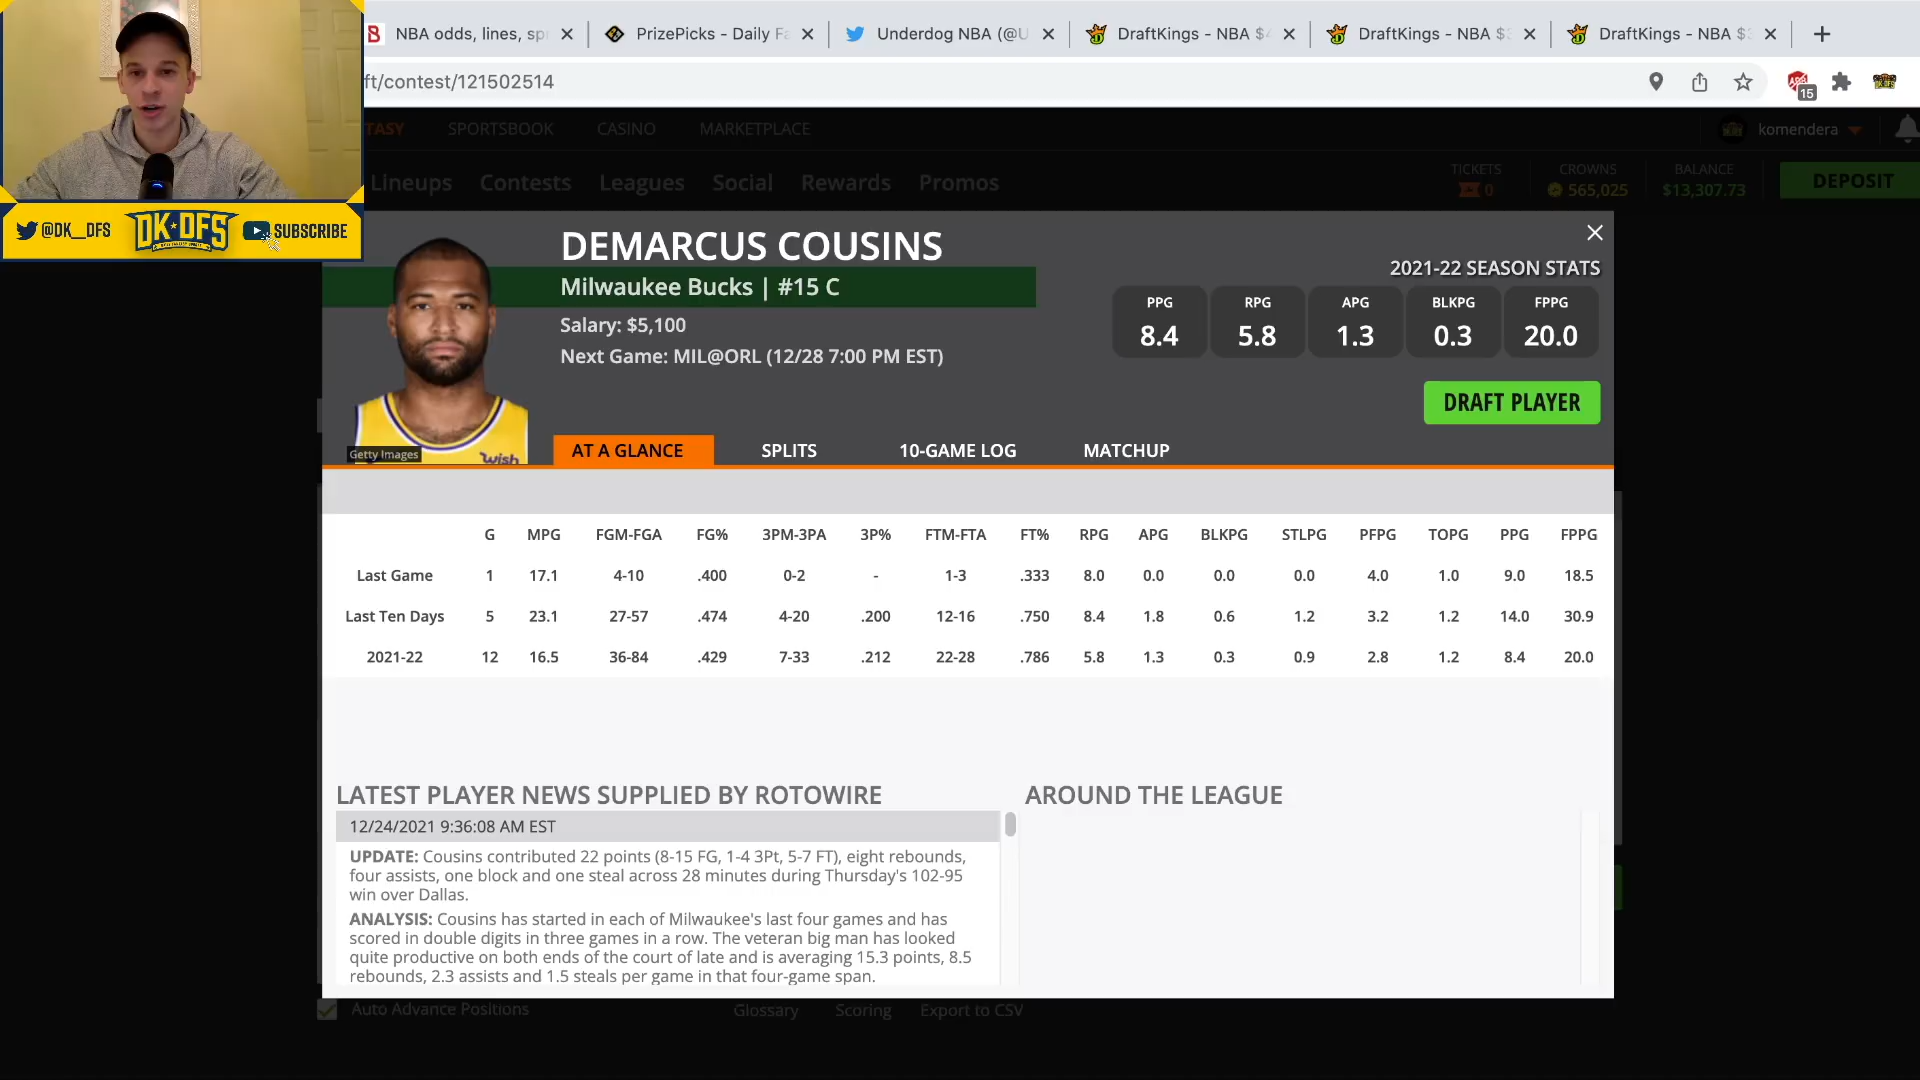 NBA odds, lines, sp
PrizePicks - Daily Fa
Underdog NBA (@U
DraftKings - NBA $
DraftKings - NBA $
DraftKings - NBA $
ft/contest/121502514
15
TASY
SPORTSBOOK
CASINO
MARKETPLACE
komendera
Lineups
Contests
Leagues
Social
Rewards
Promos
TICKETS
0
CROWNS
565,025
BALANCE
$13,307.73
DEPOSIT
@DK__DFS
DK★DFS
SUBSCRIBE
DEMARCUS COUSINS
Milwaukee Bucks | #15 C
Salary: $5,100
Next Game: MIL@ORL (12/28 7:00 PM EST)
2021-22 SEASON STATS
PPG RPG APG BLKPG FPPG
8.4 5.8 1.3 0.3 20.0
DRAFT PLAYER
Getty Images
wish
AT A GLANCE SPLITS 10-GAME LOG MATCHUP
G MPG FGM-FGA FG% 3PM-3PA 3P% FTM-FTA FT% RPG APG BLKPG STLPG PFPG TOPG PPG FPPG
Last Game 1 17.1 4-10 .400 0-2 - 1-3 .333 8.0 0.0 0.0 0.0 4.0 1.0 9.0 18.5
Last Ten Days 5 23.1 27-57 .474 4-20 .200 12-16 .750 8.4 1.8 0.6 1.2 3.2 1.2 14.0 30.9
2021-22 12 16.5 36-84 .429 7-33 .212 22-28 .786 5.8 1.3 0.3 0.9 2.8 1.2 8.4 20.0
LATEST PLAYER NEWS SUPPLIED BY ROTOWIRE
12/24/2021 9:36:08 AM EST
UPDATE: Cousins contributed 22 points (8-15 FG, 1-4 3Pt, 5-7 FT), eight rebounds,
four assists, one block and one steal across 28 minutes during Thursday's 102-95
win over Dallas.
ANALYSIS: Cousins has started in each of Milwaukee's last four games and has
scored in double digits in three games in a row. The veteran big man has looked
quite productive on both ends of the court of late and is averaging 15.3 points, 8.5
rebounds, 2.3 assists and 1.5 steals per game in that four-game span.
AROUND THE LEAGUE
Auto Advance Positions
Glossary
Scoring
Export to CSV